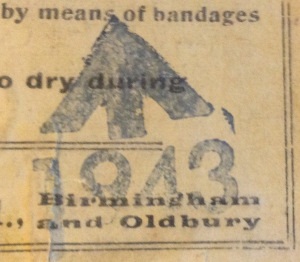 by means of bandages
o dry during
1943
Birmingham
., and Oldbury